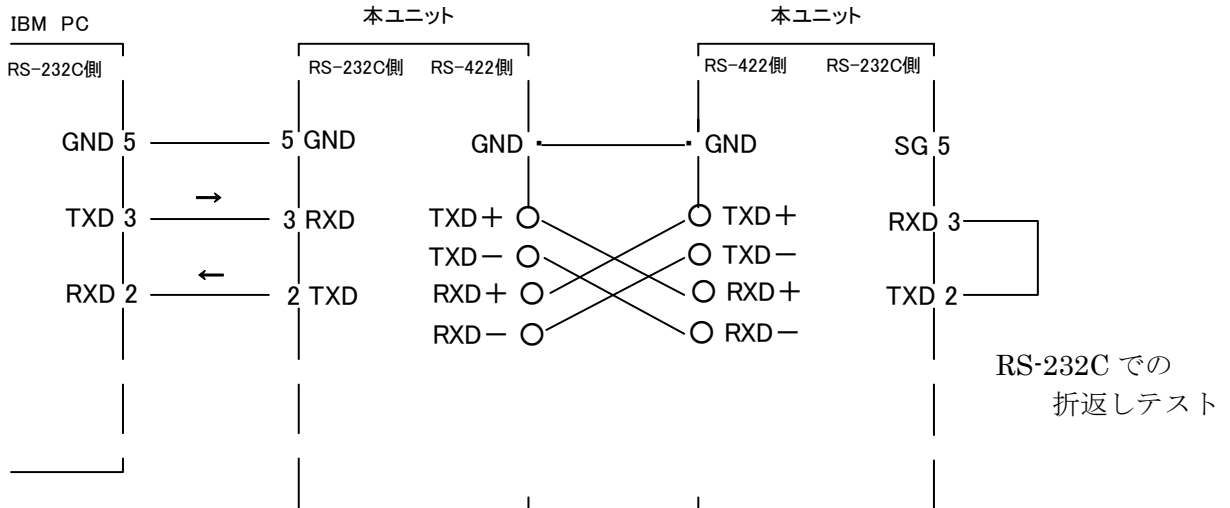 IBM PC
本ユニット
本ユニット
RS-232C側
RS-232C側 RS-422側
RS-422側 RS-232C側
GND 5
5 GND
GND
GND
SG 5
→
TXD 3
3 RXD
TXD+
TXD+
RXD 3
TXD-
TXD-
←
RXD 2
2 TXD
RXD+
RXD+
TXD 2
RXD-
RXD-
RS-232C での
折返しテスト